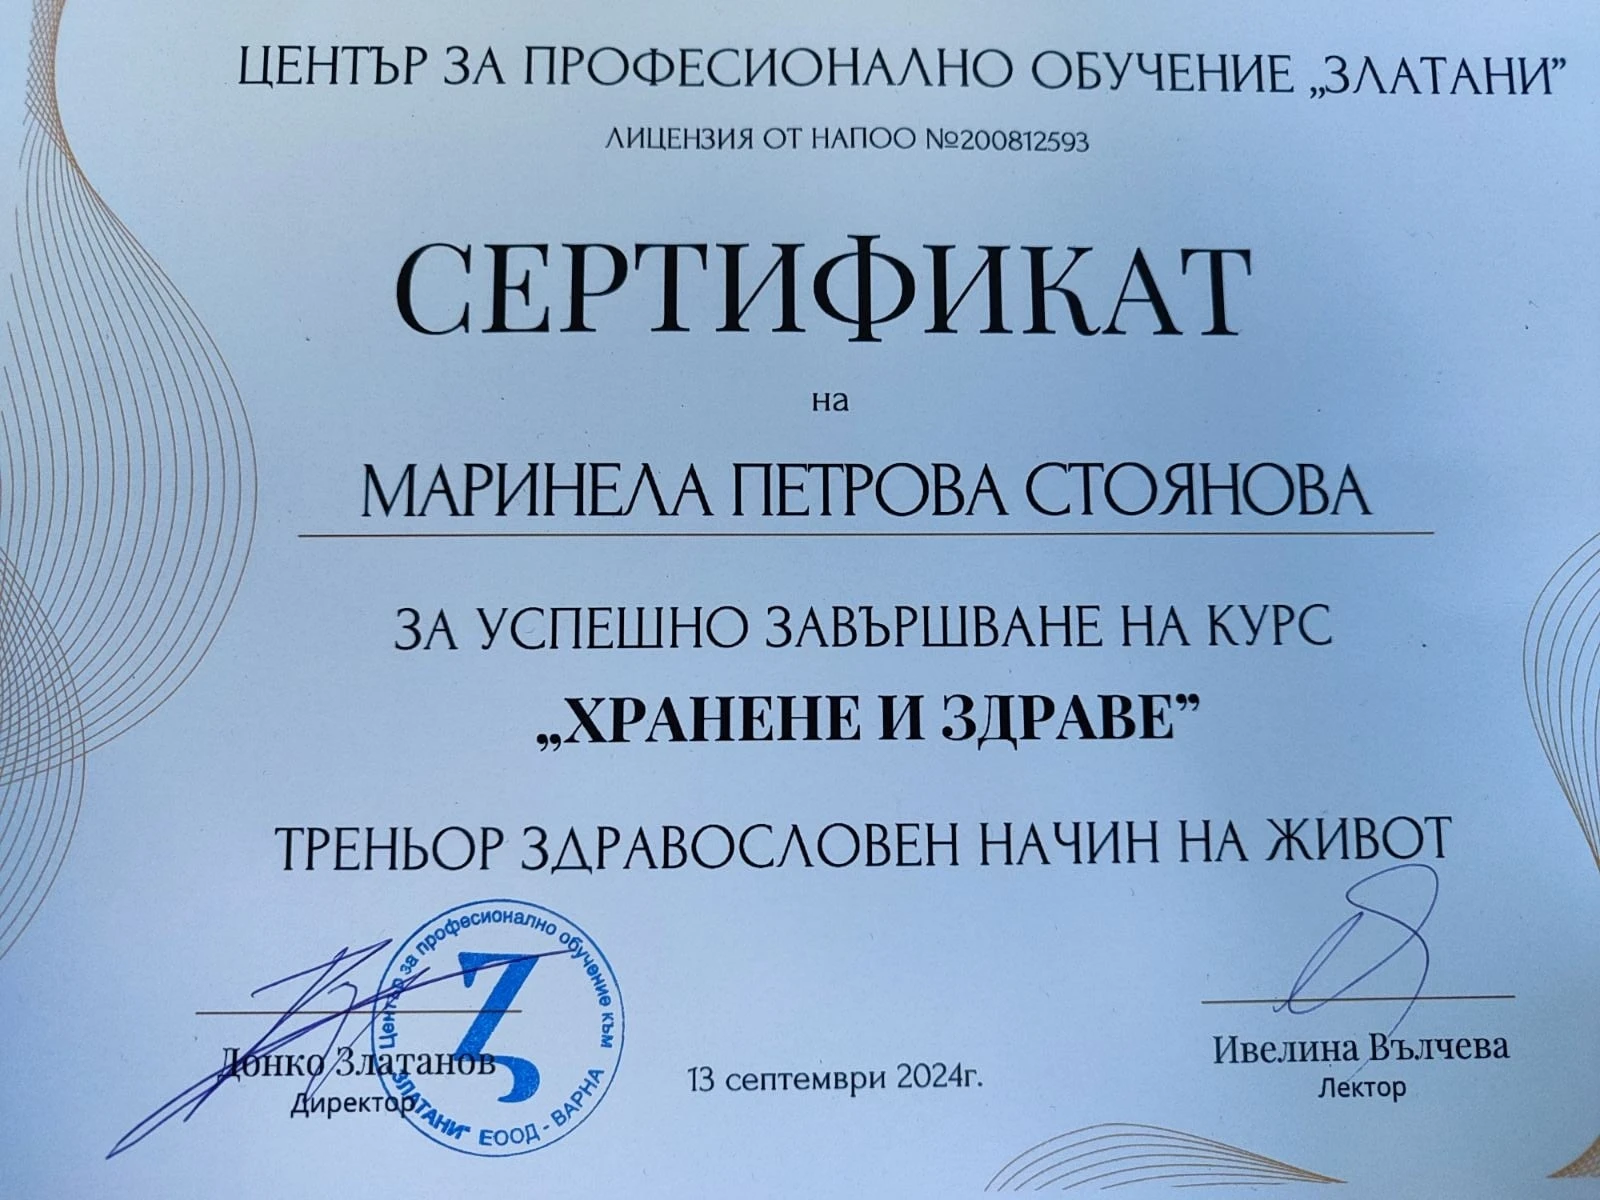 ЦЕНТЪР ЗА ПРОФЕСИОНАЛНО ОБУЧЕНИЕ „ЗЛАТАНИ”
ЛИЦЕНЗИЯ ОТ НАПОО №200812593
СЕРТИФИКАТ
на
МАРИНЕЛА ПЕТРОВА СТОЯНОВА
ЗА УСПЕШНО ЗАВЪРШВАНЕ НА КУРС
„ХРАНЕНЕ И ЗДРАВЕ”
ТРЕНЬОР ЗДРАВОСЛОВЕН НАЧИН НА ЖИВОТ
Център за професионално обучение към
"ЗЛАТАНИ" ЕООД - ВАРНА
Донко Златанов
Директор
13 септември 2024г.
Ивелина Вълчева
Лектор